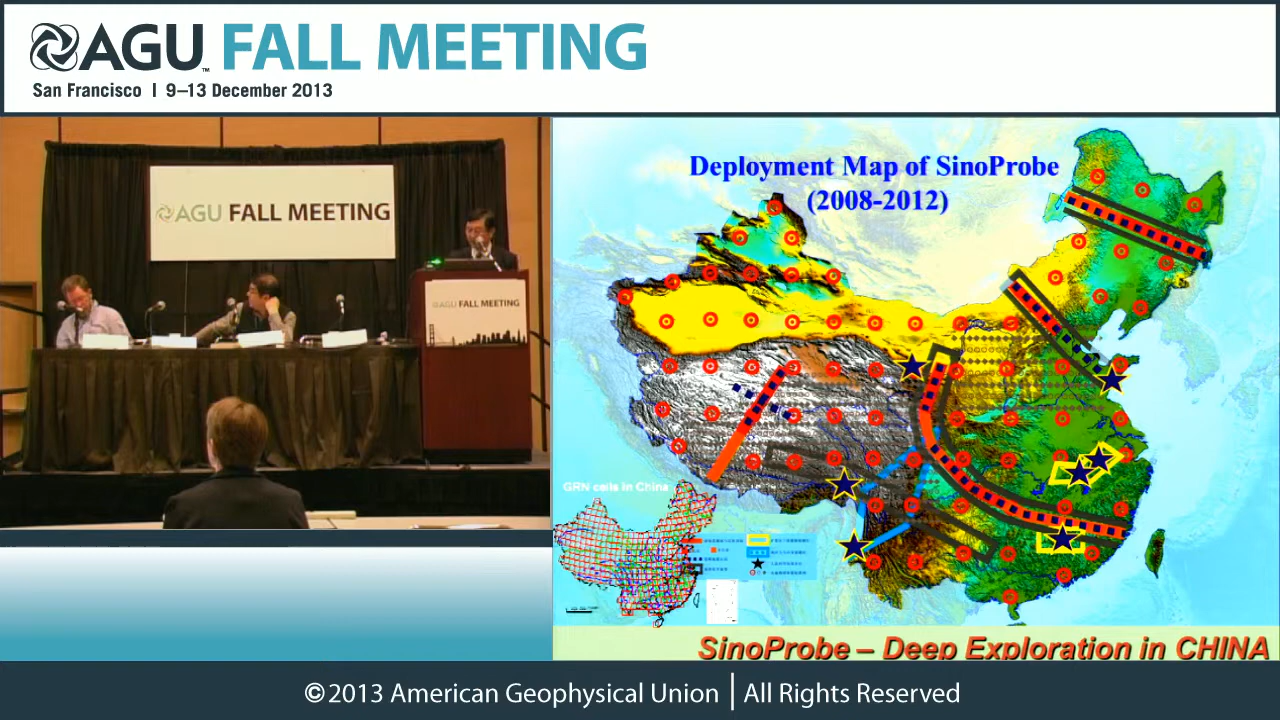 AGU FALL MEETING
San Francisco | 9–13 December 2013
AGU FALL MEETING
AGU FALL MEETING
Deployment Map of SinoProbe
(2008-2012)
GRN cells in China
SinoProbe – Deep Exploration in CHINA
©2013 American Geophysical Union | All Rights Reserved